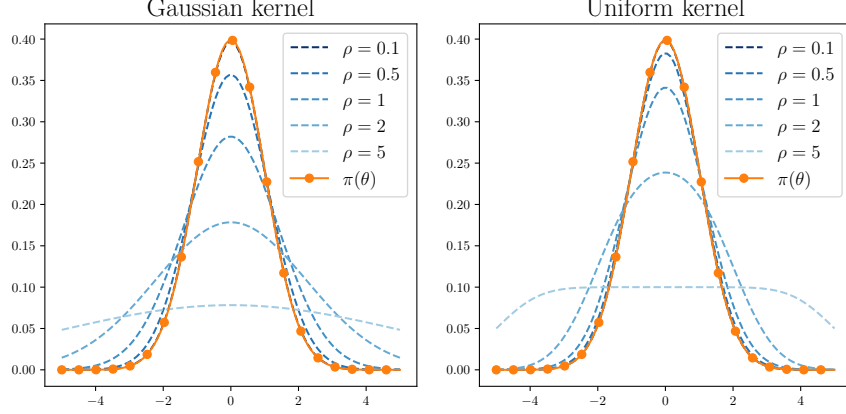 Gaussian kernel
0.40
0.35
0.30
0.25
0.20
0.15
0.10
0.05
0.00
−4
−2
0
2
4
ρ = 0.1
ρ = 0.5
ρ = 1
ρ = 2
ρ = 5
π(θ)
Uniform kernel
0.40
0.35
0.30
0.25
0.20
0.15
0.10
0.05
0.00
−4
−2
0
2
4
ρ = 0.1
ρ = 0.5
ρ = 1
ρ = 2
ρ = 5
π(θ)